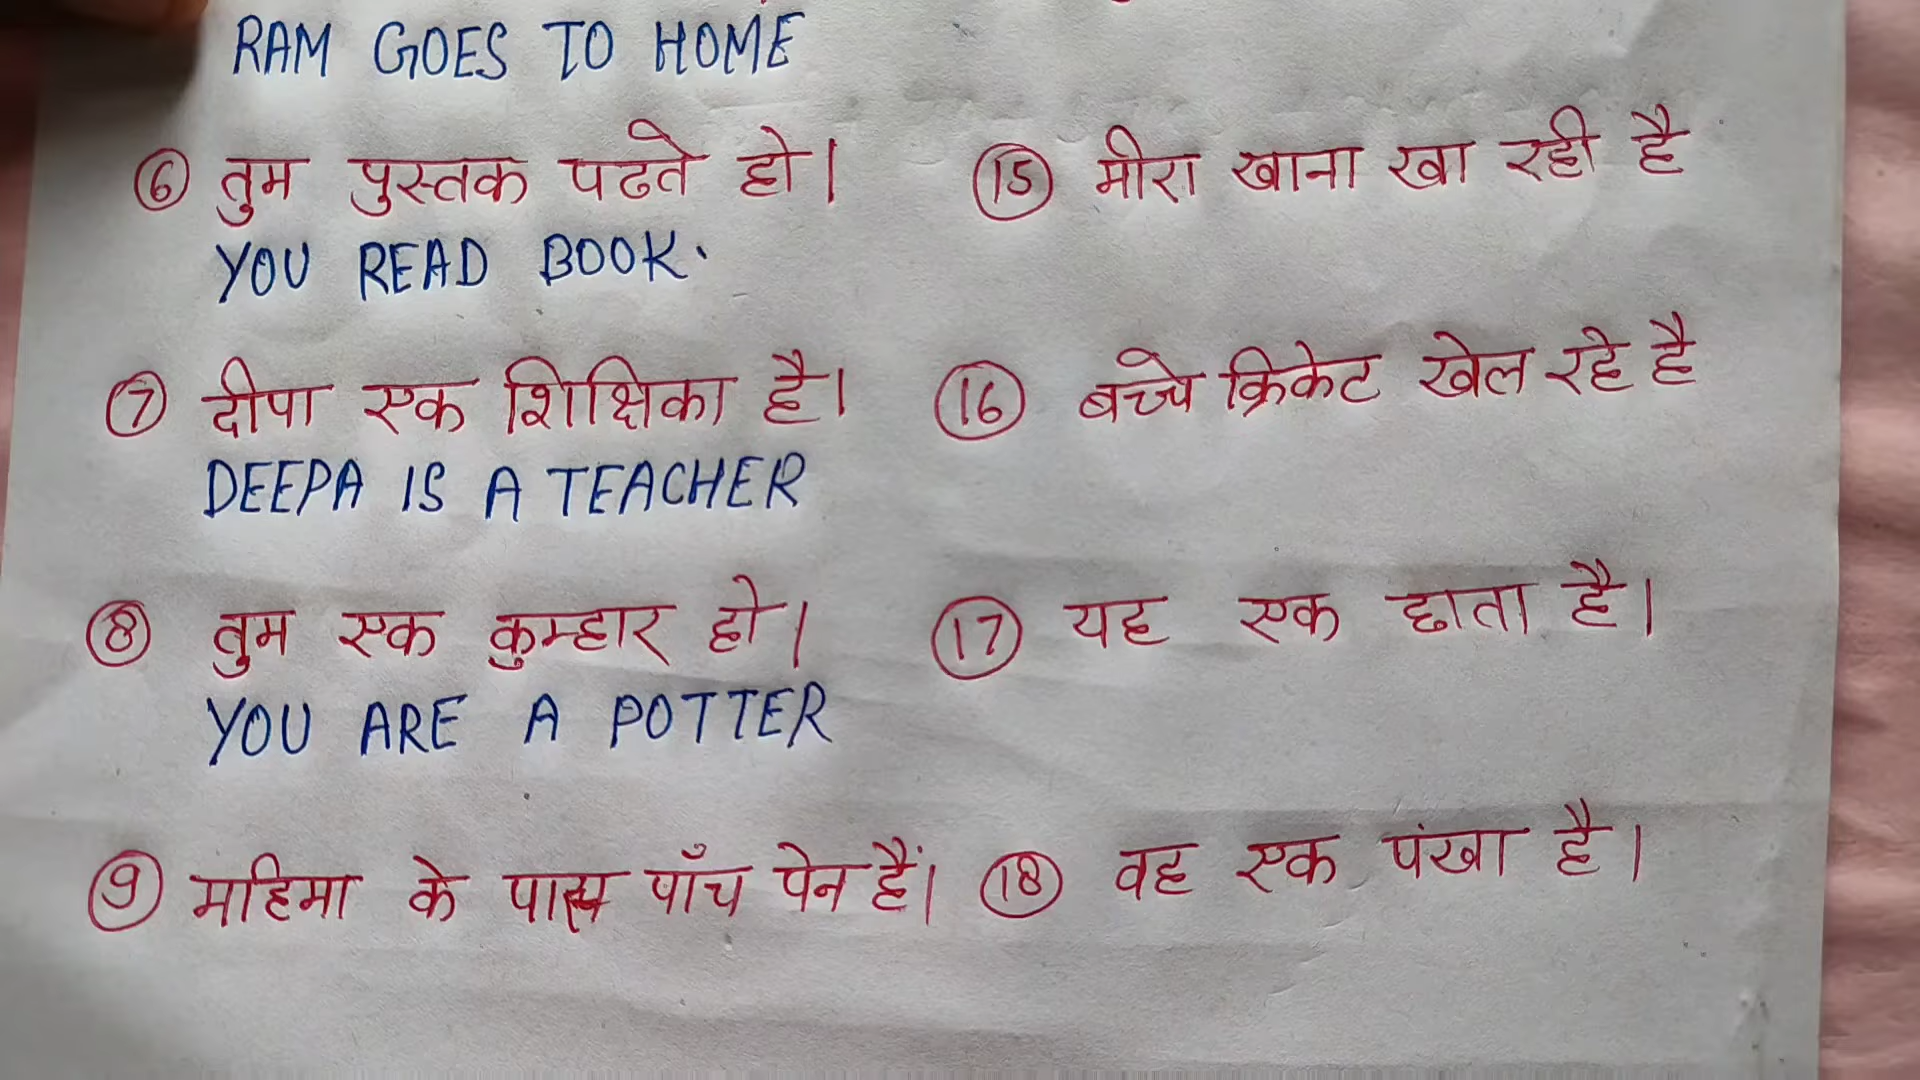 RAM GOES TO HOME
⑥ तुम पुस्तक पढते हो।
YOU READ BOOK.
⑦ दीपा एक शिक्षिका है।
DEEPA IS A TEACHER
⑧ तुम एक कुम्हार हो।
YOU ARE A POTTER
⑨ महिमा के पास पाँच पेन हैं।
⑮ मीरा खाना खा रही है
⑯ बच्चे क्रिकेट खेल रहे है
⑰ यह एक छाता है।
⑱ वह एक पंखा है।